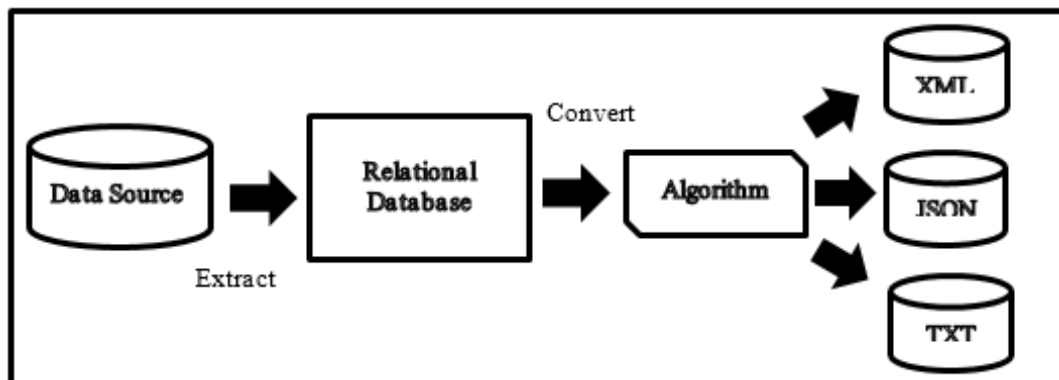 Data Source
Extract
Relational
Database
Convert
Algorithm
XML
JSON
TXT